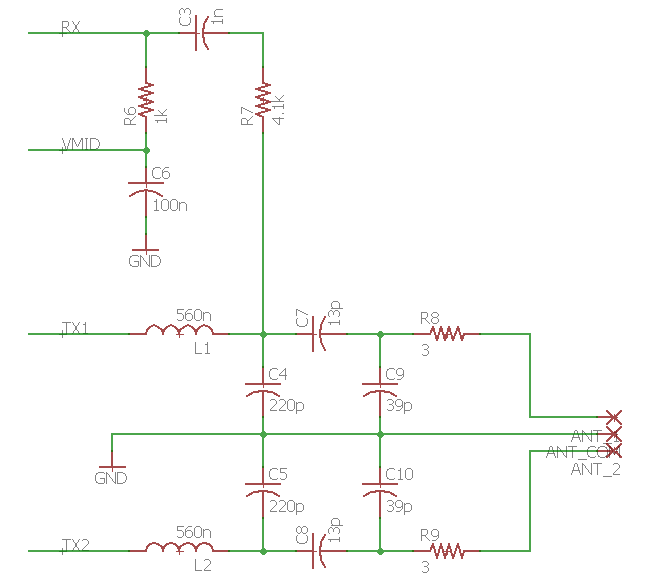 RX
C3
1n
R6
1k
R7
4.1k
VMID
C6
100n
GND
TX1
560n
L1
C7
13p
R8
3
C4
220p
C9
39p
ANT_1
ANT_COM
ANT_2
GND
C5
220p
C10
39p
TX2
560n
L2
C8
13p
R9
3